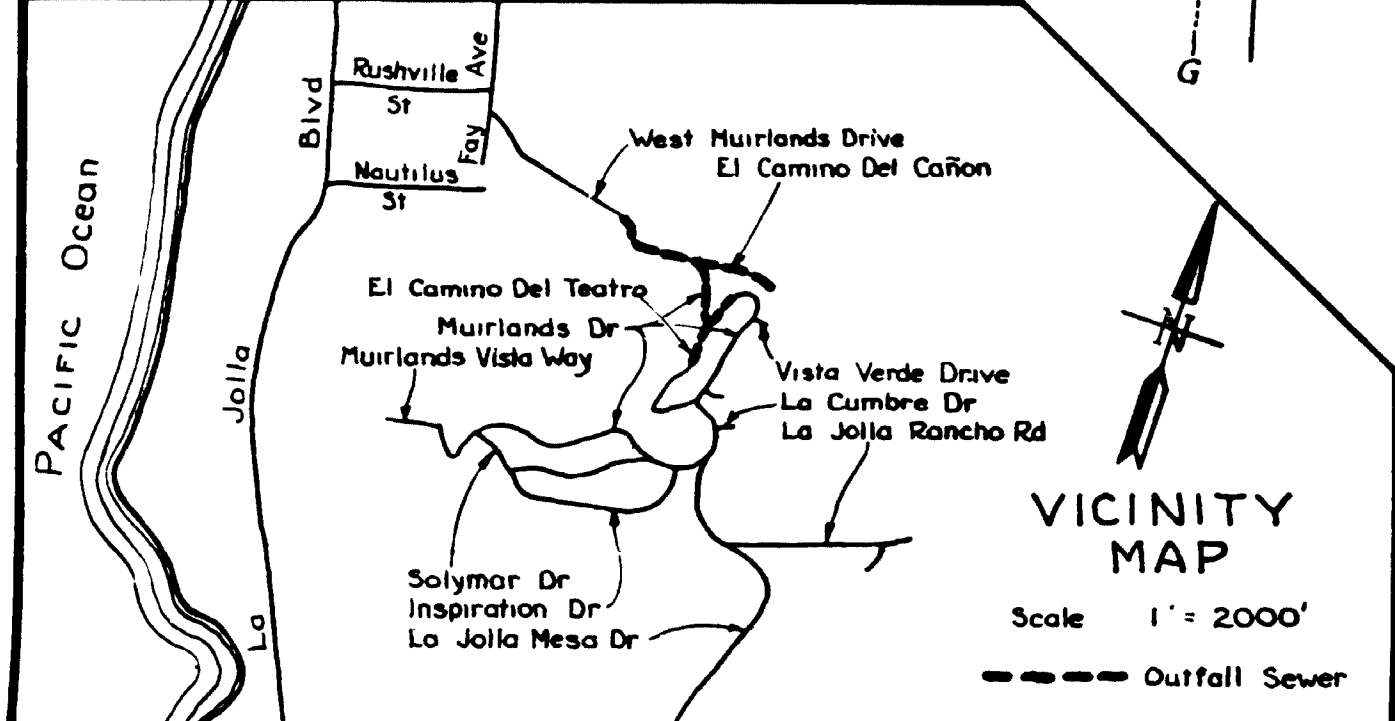 G
Rushville
St
Fay Ave
Blvd
Nautilus
St
West Muirlands Drive
El Camino Del Cañon
Pacific Ocean
N
El Camino Del Teatro
Muirlands Dr
Muirlands Vista Way
Jolla
Vista Verde Drive
La Cumbre Dr
La Jolla Rancho Rd
VICINITY
MAP
Solymar Dr
Inspiration Dr
La Jolla Mesa Dr
La
Scale 1' = 2000'
Outfall Sewer